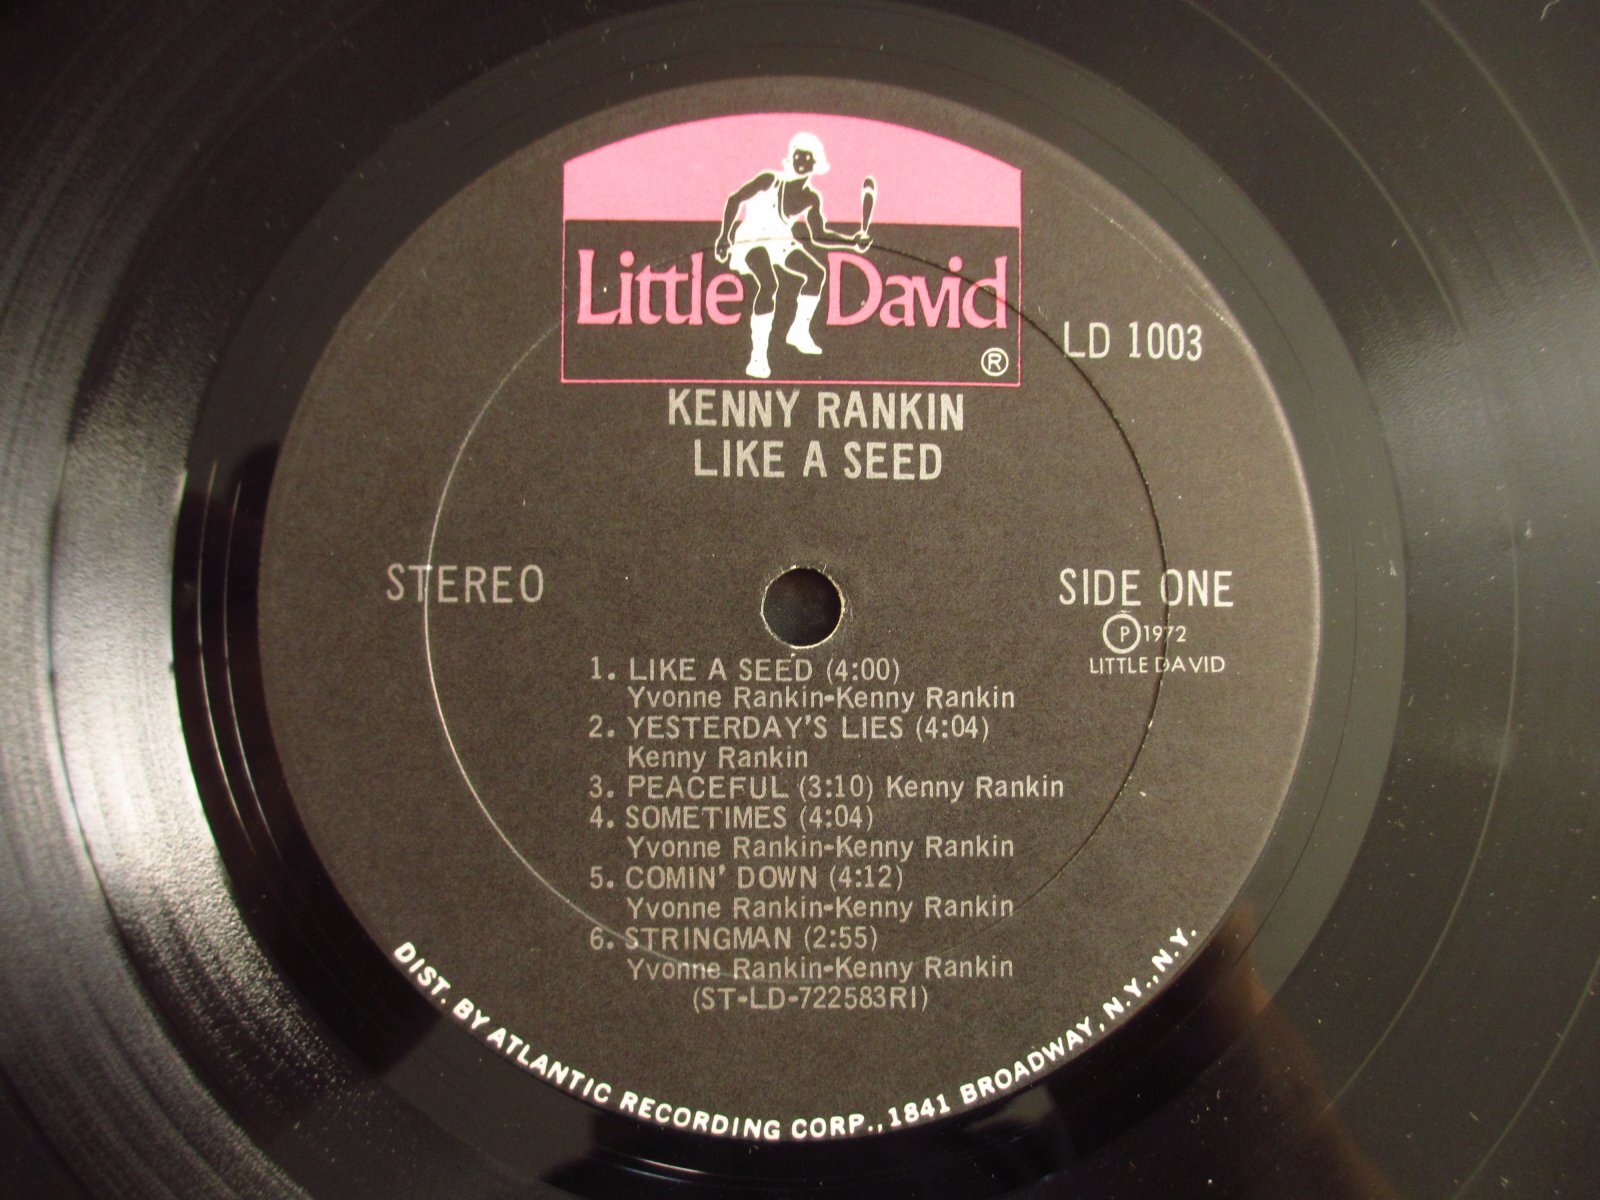 Little David
®
LD 1003
KENNY RANKIN
LIKE A SEED
STEREO
SIDE ONE
Ⓟ1972
LITTLE DAVID
1. LIKE A SEED (4:00)
Yvonne Rankin-Kenny Rankin
2. YESTERDAY'S LIES (4:04)
Kenny Rankin
3. PEACEFUL (3:10) Kenny Rankin
4. SOMETIMES (4:04)
Yvonne Rankin-Kenny Rankin
5. COMIN' DOWN (4:12)
Yvonne Rankin-Kenny Rankin
6. STRINGMAN (2:55)
Yvonne Rankin-Kenny Rankin
(ST-LD-722583RI)
DIST. BY ATLANTIC RECORDING CORP., 1841 BROADWAY, N.Y., N.Y.